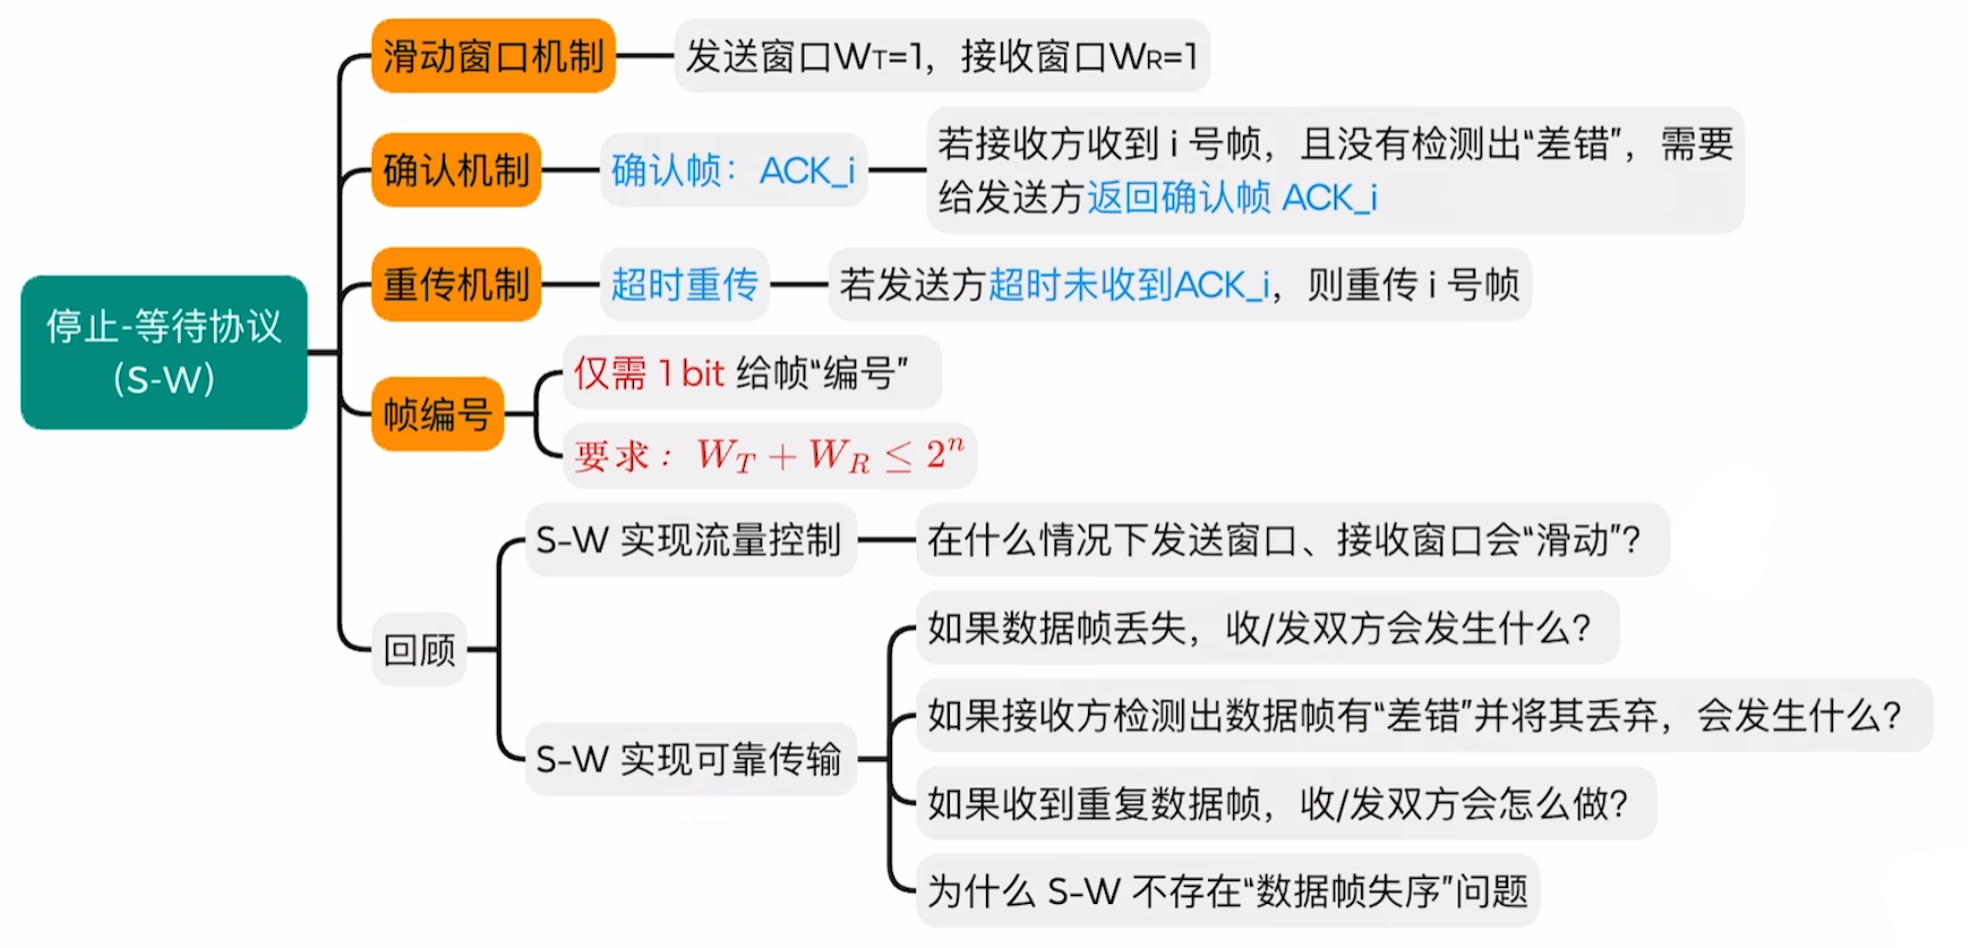 滑动窗口机制
发送窗口WT=1，接收窗口WR=1
确认机制
确认帧：ACK_i
若接收方收到 i 号帧，且没有检测出“差错”，需要
给发送方返回确认帧 ACK_i
重传机制
超时重传
若发送方超时未收到ACK_i，则重传 i 号帧
停止-等待协议
(S-W)
帧编号
仅需 1 bit 给帧“编号”
要求：W_T + W_R ≤ 2^n
回顾
S-W 实现流量控制
在什么情况下发送窗口、接收窗口会“滑动”？
S-W 实现可靠传输
如果数据帧丢失，收/发双方会发生什么？
如果接收方检测出数据帧有“差错”并将其丢弃，会发生什么？
如果收到重复数据帧，收/发双方会怎么做？
为什么 S-W 不存在“数据帧失序”问题